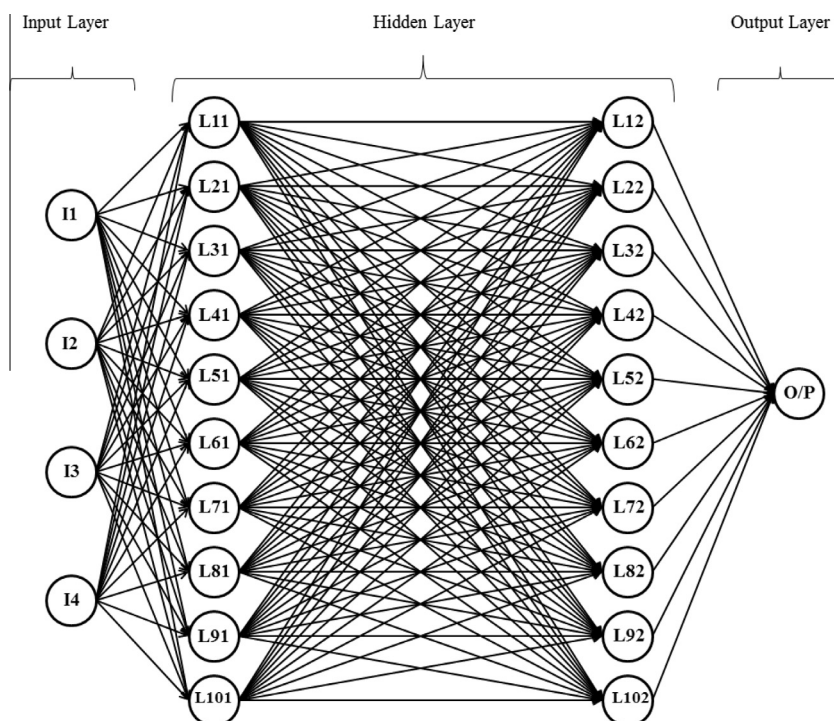 Input Layer
Hidden Layer
Output Layer
L11
L12
L21
L22
I1
L31
L32
L41
L42
I2
L51
L52
O/P
L61
L62
I3
L71
L72
L81
L82
I4
L91
L92
L101
L102